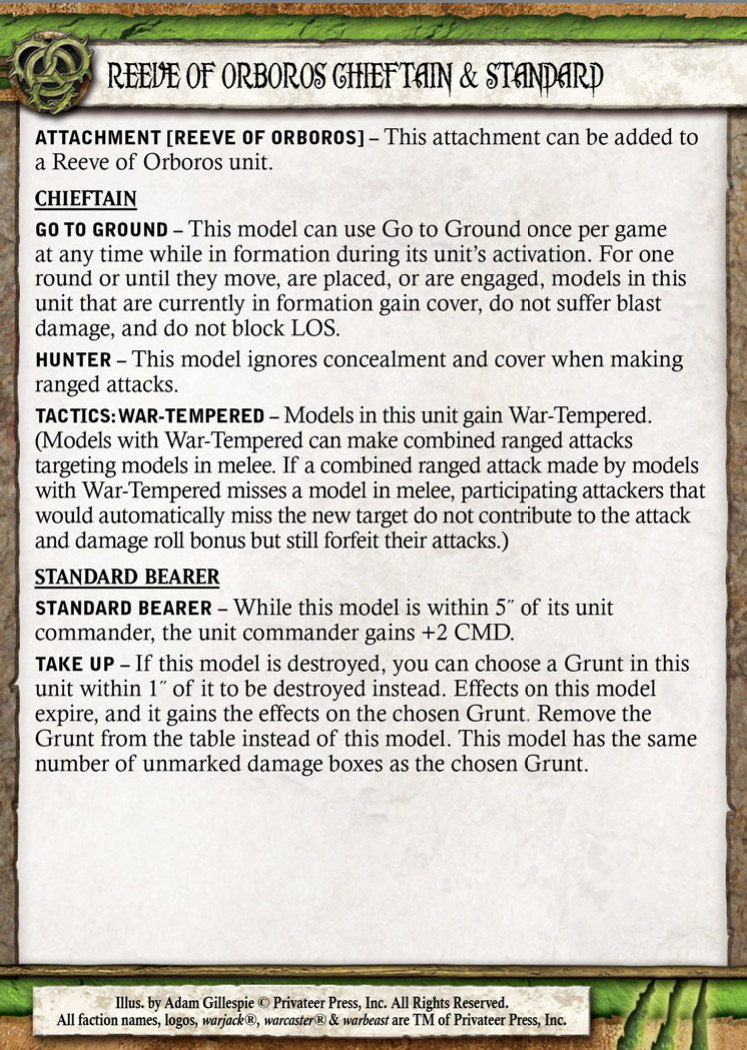 REEVE OF ORBOROS CHIEFTAIN & STANDARD
ATTACHMENT [REEVE OF ORBOROS] – This attachment can be added to
a Reeve of Orboros unit.
CHIEFTAIN
GO TO GROUND – This model can use Go to Ground once per game
at any time while in formation during its unit's activation. For one
round or until they move, are placed, or are engaged, models in this
unit that are currently in formation gain cover, do not suffer blast
damage, and do not block LOS.
HUNTER – This model ignores concealment and cover when making
ranged attacks.
TACTICS: WAR-TEMPERED – Models in this unit gain War-Tempered.
(Models with War-Tempered can make combined ranged attacks
targeting models in melee. If a combined ranged attack made by models
with War-Tempered misses a model in melee, participating attackers that
would automatically miss the new target do not contribute to the attack
and damage roll bonus but still forfeit their attacks.)
STANDARD BEARER
STANDARD BEARER – While this model is within 5″ of its unit
commander, the unit commander gains +2 CMD.
TAKE UP – If this model is destroyed, you can choose a Grunt in this
unit within 1″ of it to be destroyed instead. Effects on this model
expire, and it gains the effects on the chosen Grunt. Remove the
Grunt from the table instead of this model. This model has the same
number of unmarked damage boxes as the chosen Grunt.
Illus. by Adam Gillespie © Privateer Press, Inc. All Rights Reserved.
All faction names, logos, warjack®, warcaster® & warbeast are TM of Privateer Press, Inc.